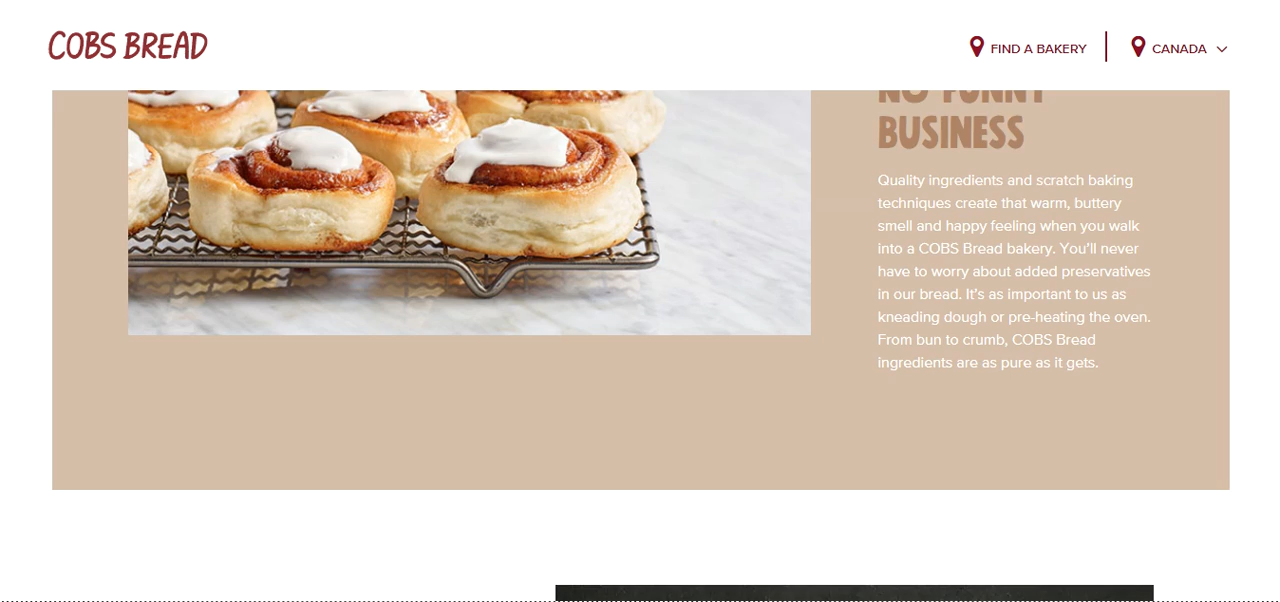 COBS BREAD
FIND A BAKERY
CANADA
NO FUNNY
BUSINESS
Quality ingredients and scratch baking
techniques create that warm, buttery
smell and happy feeling when you walk
into a COBS Bread bakery. You'll never
have to worry about added preservatives
in our bread. It's as important to us as
kneading dough or pre-heating the oven.
From bun to crumb, COBS Bread
ingredients are as pure as it gets.